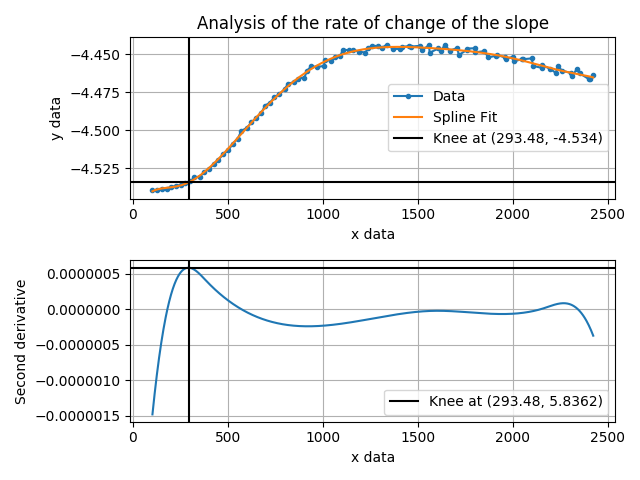 Analysis of the rate of change of the slope
−4.450
−4.475
−4.500
−4.525
y data
Data
Spline Fit
Knee at (293.48, -4.534)
0 500 1000 1500 2000 2500
x data
0.0000005
0.0000000
−0.0000005
−0.0000010
−0.0000015
Second derivative
Knee at (293.48, 5.8362)
0 500 1000 1500 2000 2500
x data